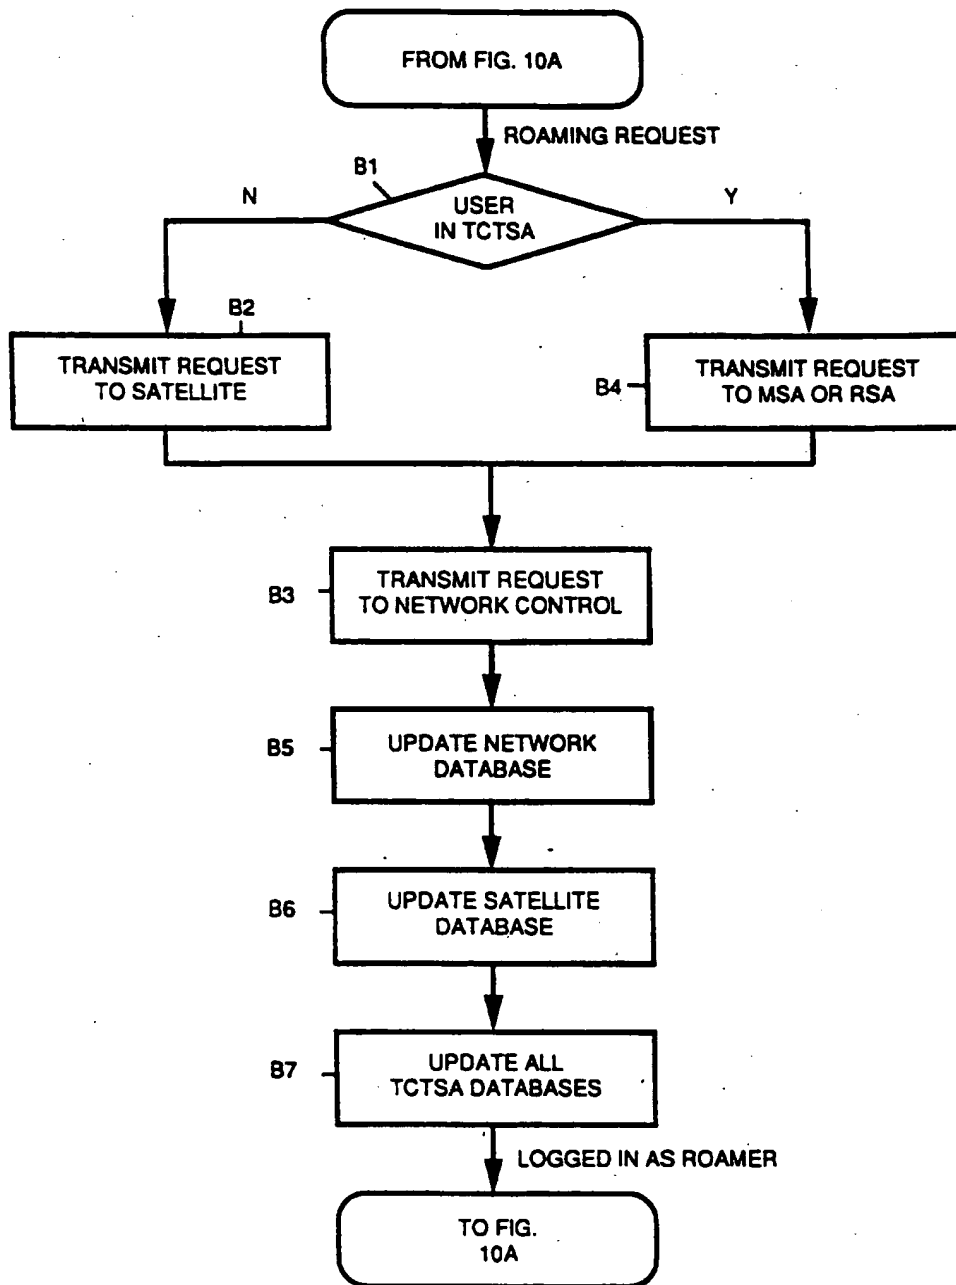 FROM FIG. 10A
ROAMING REQUEST
B1
N
USER
IN TCTSA
Y
B2
TRANSMIT REQUEST
TO SATELLITE
B4
TRANSMIT REQUEST
TO MSA OR RSA
B3
TRANSMIT REQUEST
TO NETWORK CONTROL
B5
UPDATE NETWORK
DATABASE
B6
UPDATE SATELLITE
DATABASE
B7
UPDATE ALL
TCTSA DATABASES
LOGGED IN AS ROAMER
TO FIG.
10A